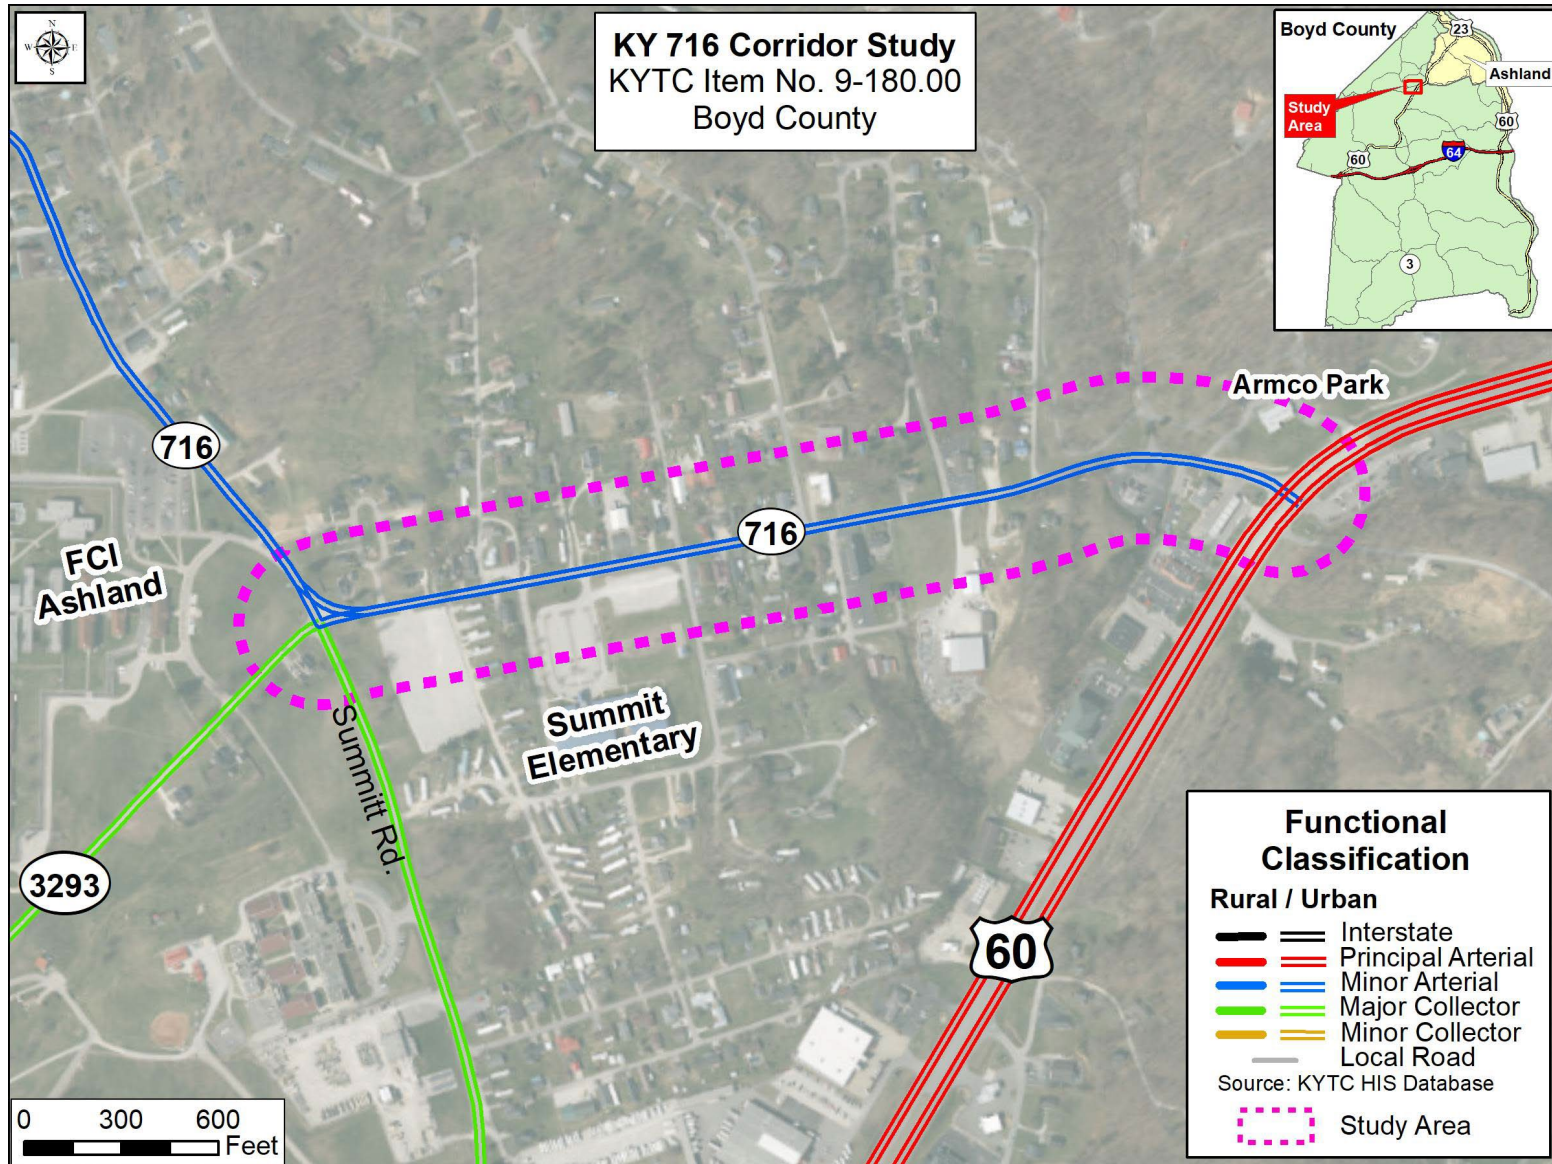 N
W E
S
KY 716 Corridor Study
KYTC Item No. 9-180.00
Boyd County
Boyd County
23
Ashland
Study
Area
60
60
64
3
Armco Park
716
716
FCI
Ashland
Summit
Elementary
Summitt Rd.
3293
60
Functional
Classification
Rural / Urban
Interstate
Principal Arterial
Minor Arterial
Major Collector
Minor Collector
Local Road
Source: KYTC HIS Database
Study Area
0 300 600
Feet